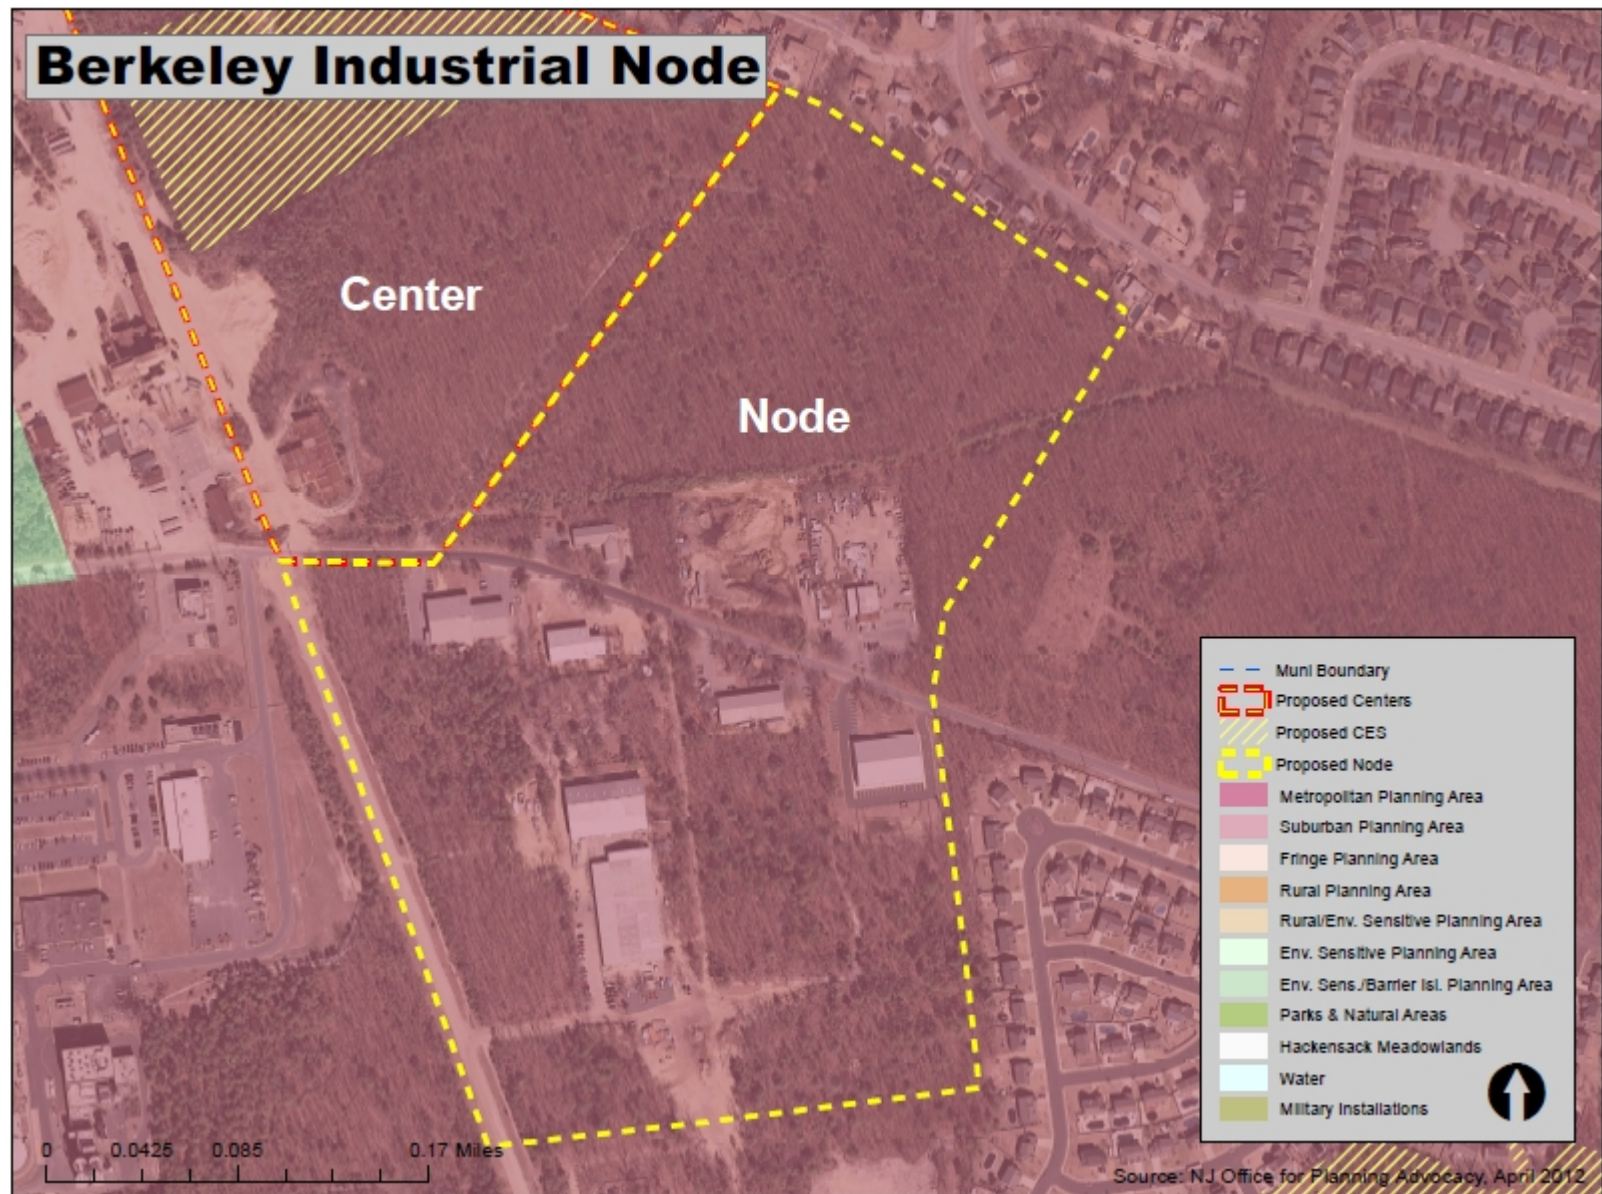 Berkeley Industrial Node
Center
Node
Muni Boundary
Proposed Centers
Proposed CES
Proposed Node
Metropolitan Planning Area
Suburban Planning Area
Fringe Planning Area
Rural Planning Area
Rural/Env. Sensitive Planning Area
Env. Sensitive Planning Area
Env. Sens./Barrier Isl. Planning Area
Parks & Natural Areas
Hackensack Meadowlands
Water
Military Installations
0 0.0425 0.085 0.17 Miles
Source: NJ Office for Planning Advocacy, April 2012